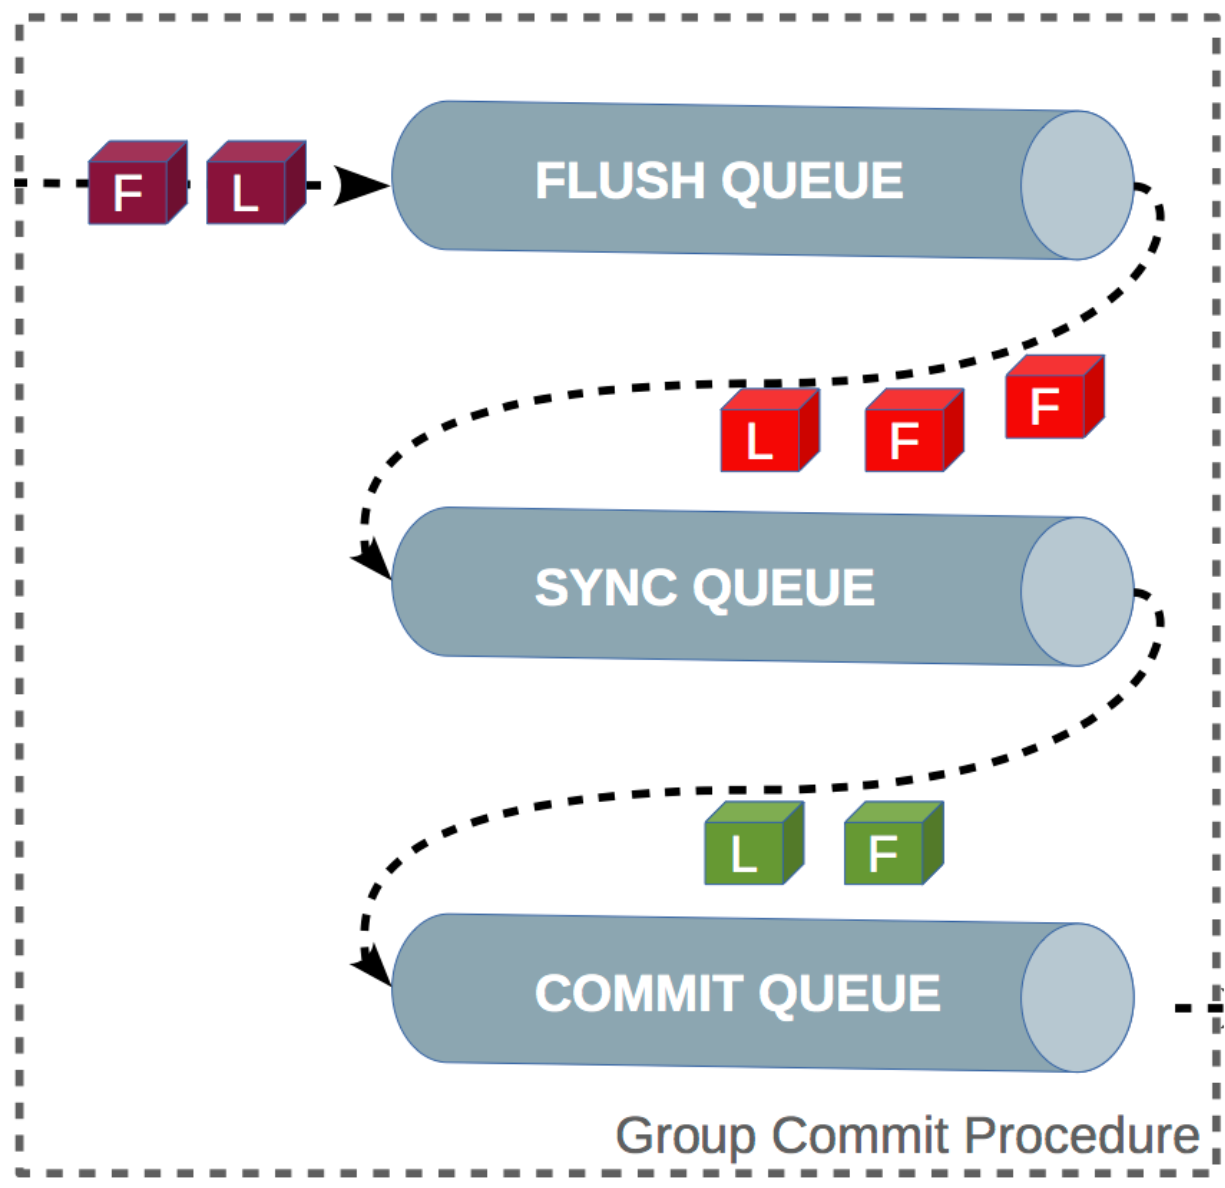 F L
FLUSH QUEUE
F
L F
SYNC QUEUE
L F
COMMIT QUEUE
Group Commit Procedure